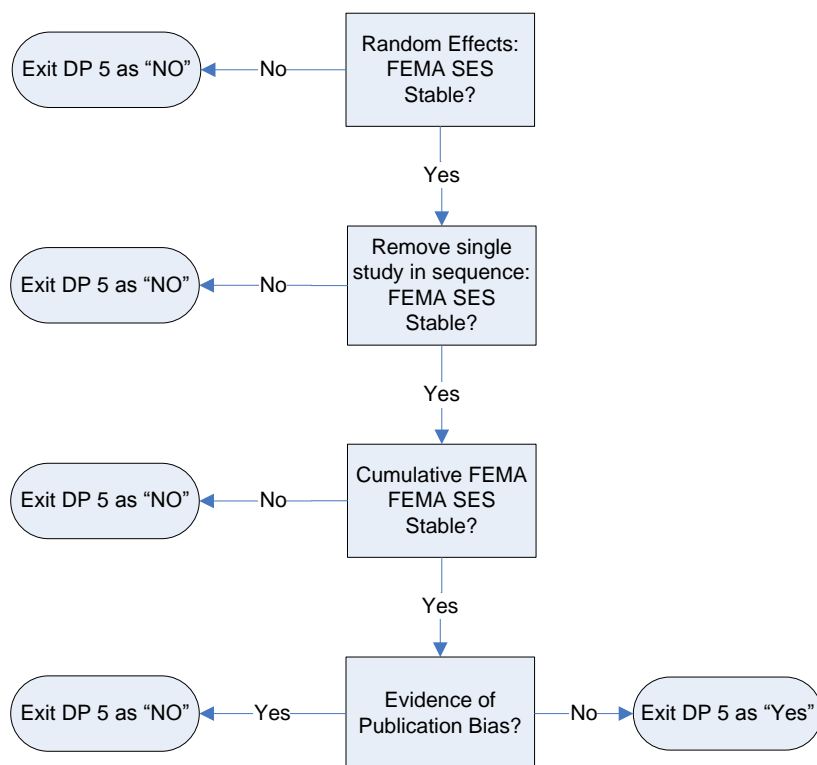 Random Effects:
FEMA SES
Stable?
Exit DP 5 as “NO”
No
Yes
Remove single
study in sequence:
FEMA SES
Stable?
Exit DP 5 as “NO”
No
Yes
Cumulative FEMA
FEMA SES
Stable?
Exit DP 5 as “NO”
No
Yes
Evidence of
Publication Bias?
Exit DP 5 as “NO”
Yes
No
Exit DP 5 as “Yes”